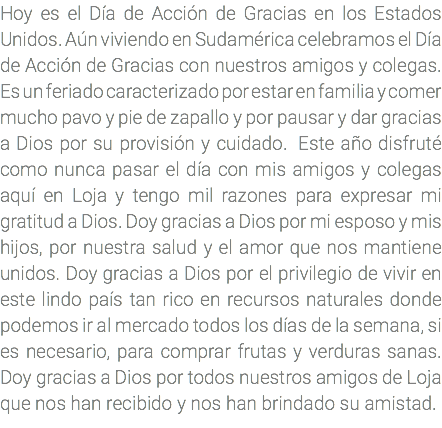 Hoy es el Día de Acción de Gracias en los Estados
Unidos. Aún viviendo en Sudamérica celebramos el Día
de Acción de Gracias con nuestros amigos y colegas.
Es un feriado caracterizado por estar en familia y comer
mucho pavo y pie de zapallo y por pausar y dar gracias
a Dios por su provisión y cuidado. Este año disfruté
como nunca pasar el día con mis amigos y colegas
aquí en Loja y tengo mil razones para expresar mi
gratitud a Dios. Doy gracias a Dios por mi esposo y mis
hijos, por nuestra salud y el amor que nos mantiene
unidos. Doy gracias a Dios por el privilegio de vivir en
este lindo país tan rico en recursos naturales donde
podemos ir al mercado todos los días de la semana, si
es necesario, para comprar frutas y verduras sanas.
Doy gracias a Dios por todos nuestros amigos de Loja
que nos han recibido y nos han brindado su amistad.